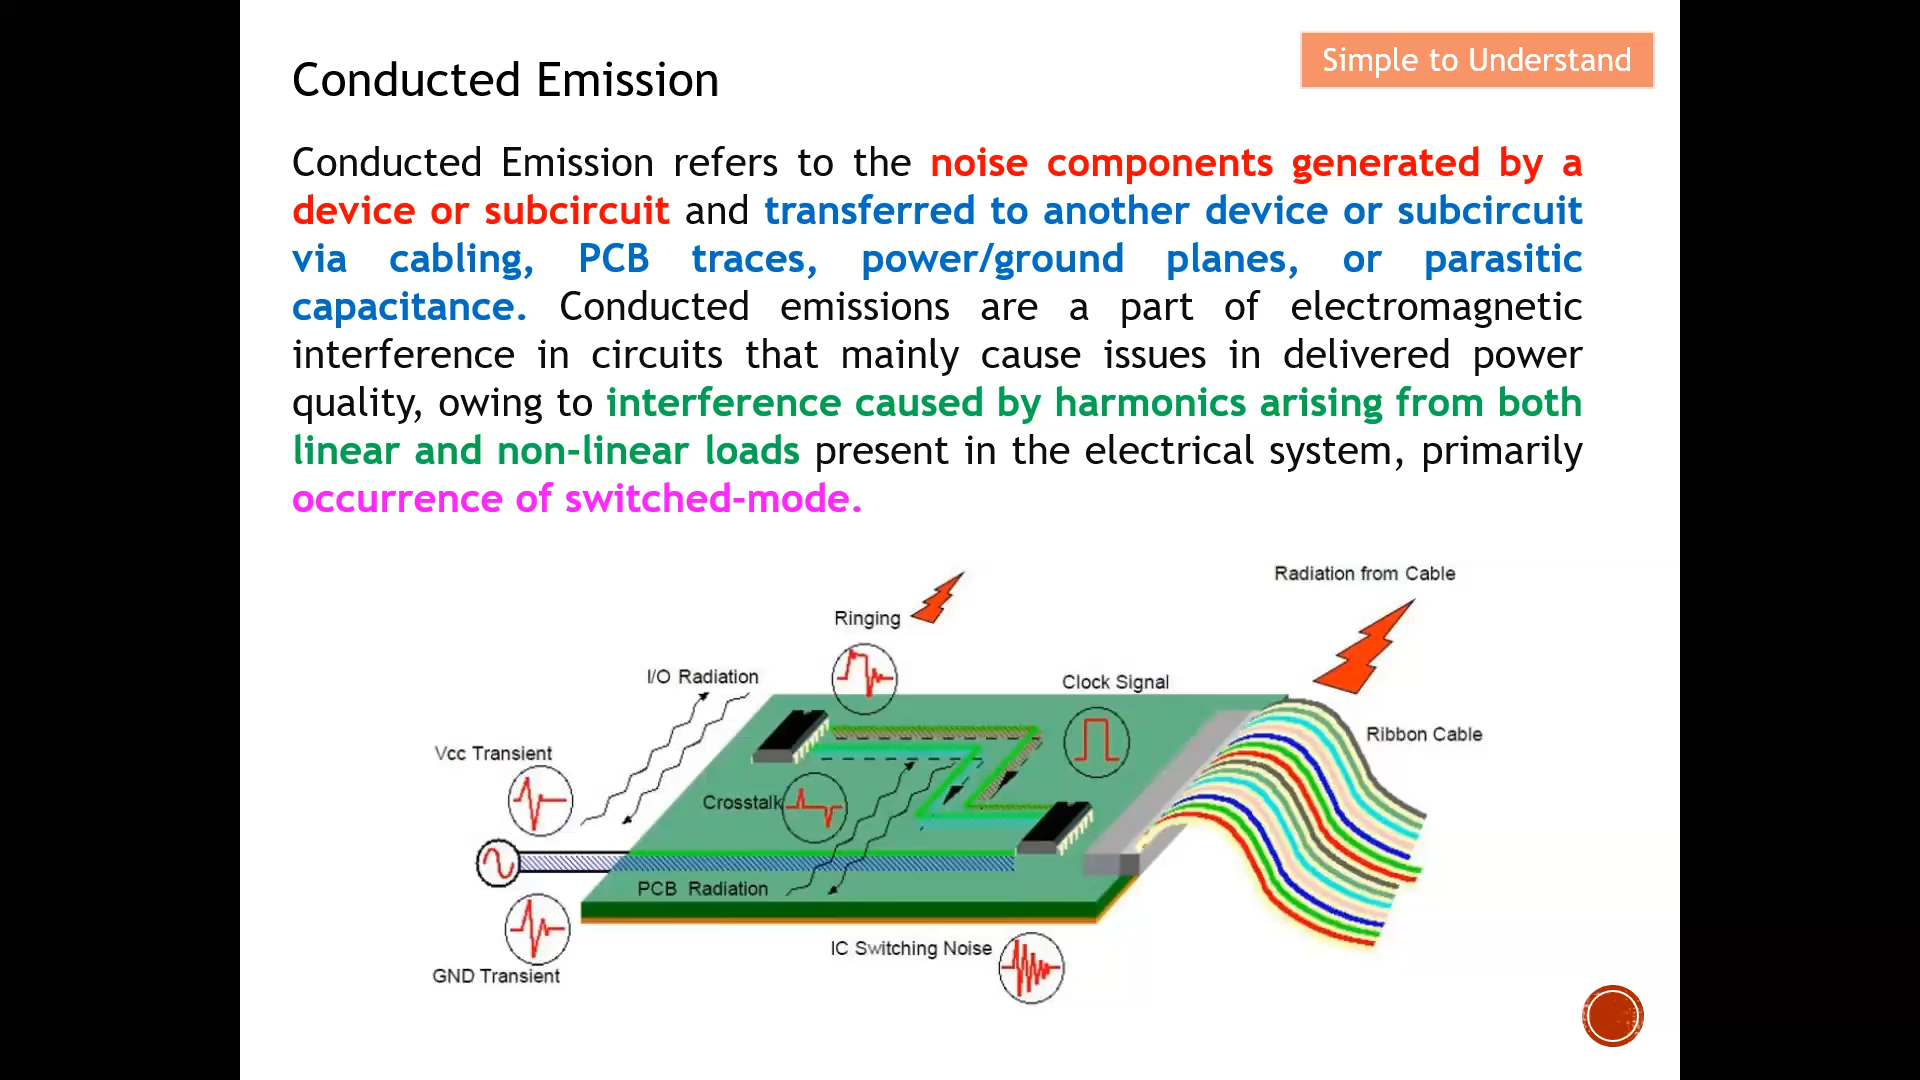 Simple to Understand
Conducted Emission
Conducted Emission refers to the noise components generated by a
device or subcircuit and transferred to another device or subcircuit
via cabling, PCB traces, power/ground planes, or parasitic
capacitance. Conducted emissions are a part of electromagnetic
interference in circuits that mainly cause issues in delivered power
quality, owing to interference caused by harmonics arising from both
linear and non-linear loads present in the electrical system, primarily
occurrence of switched-mode.
Radiation from Cable
Ringing
I/O Radiation
Clock Signal
Ribbon Cable
Vcc Transient
Crosstalk
PCB Radiation
IC Switching Noise
GND Transient